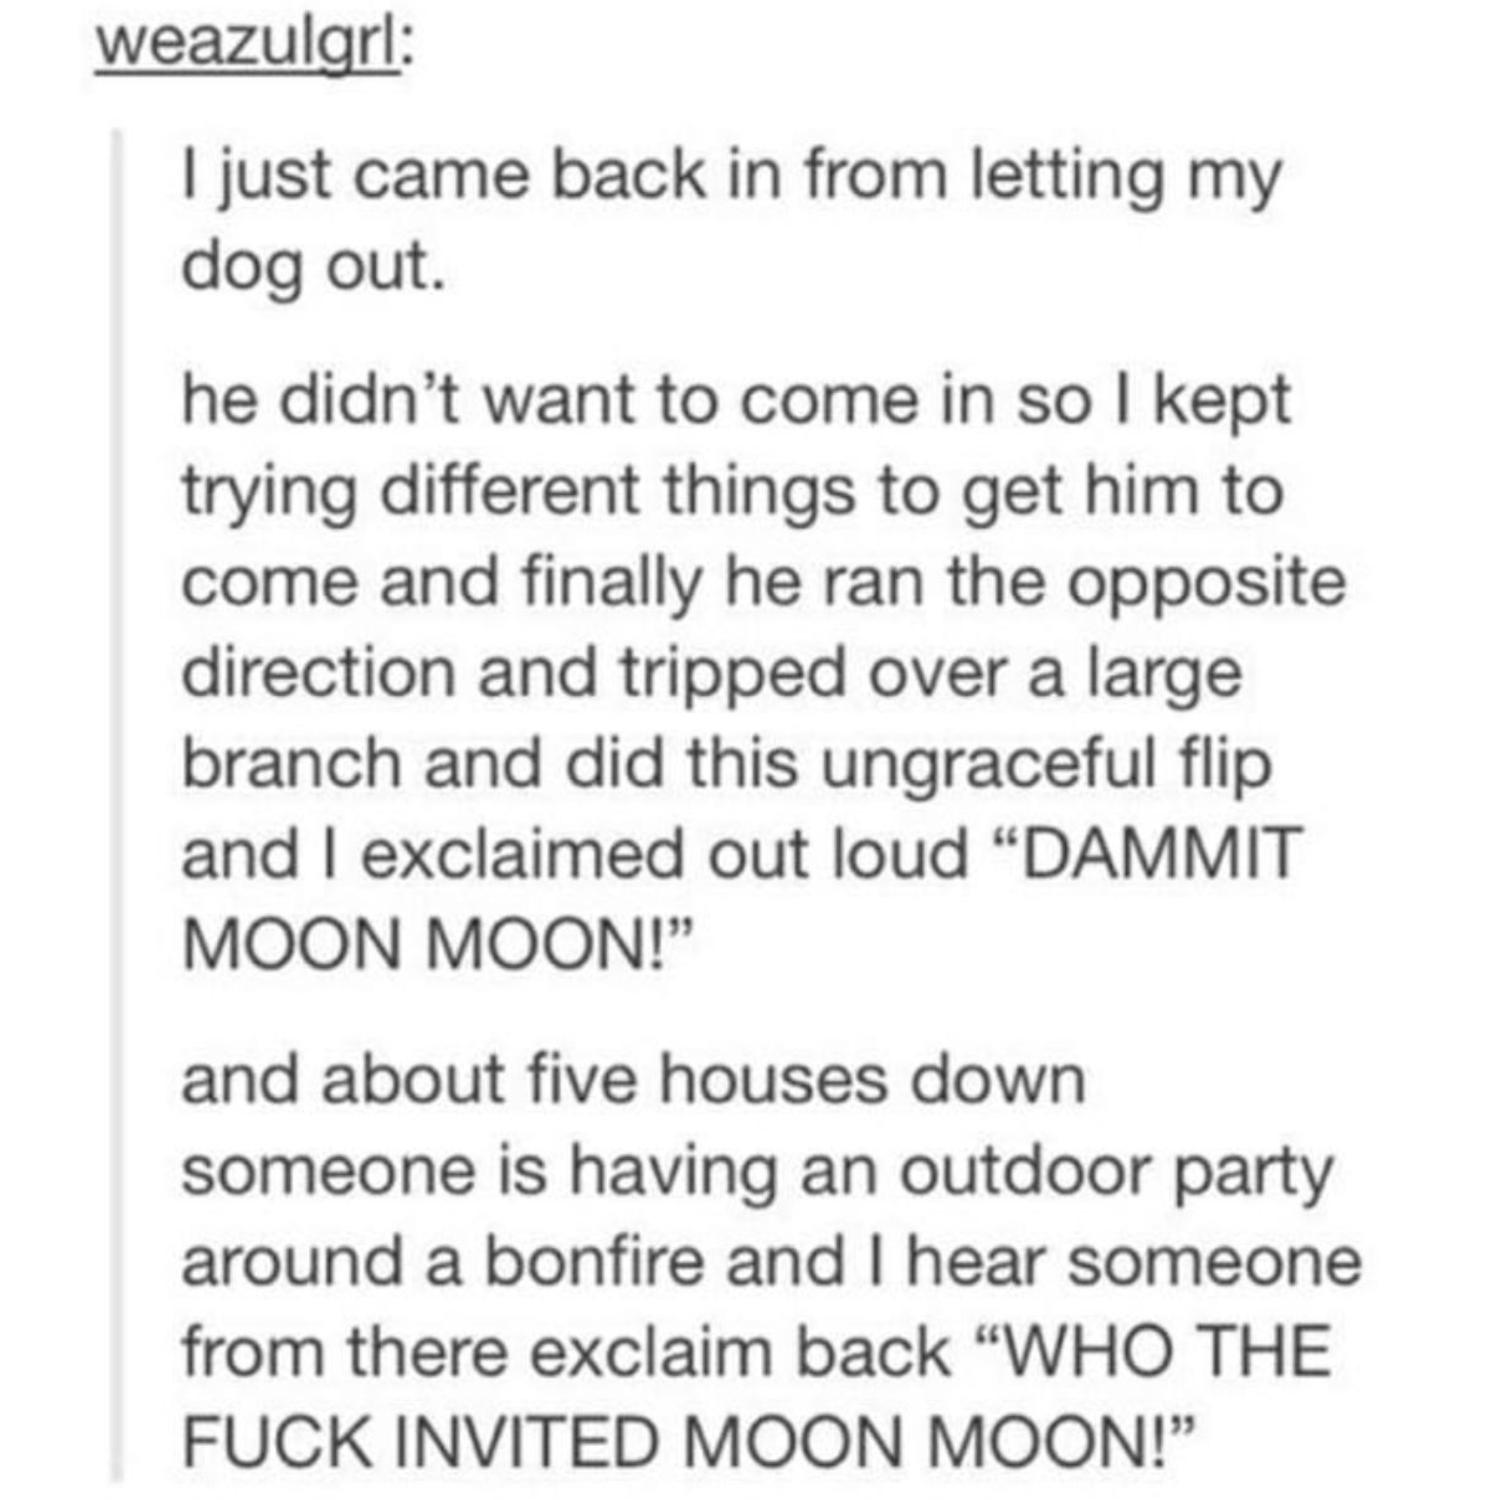 weazulgrl:
I just came back in from letting my
dog out.
he didn’t want to come in so I kept
trying different things to get him to
come and finally he ran the opposite
direction and tripped over a large
branch and did this ungraceful flip
and I exclaimed out loud “DAMMIT
MOON MOON!”
and about five houses down
someone is having an outdoor party
around a bonfire and I hear someone
from there exclaim back “WHO THE
FUCK INVITED MOON MOON!”